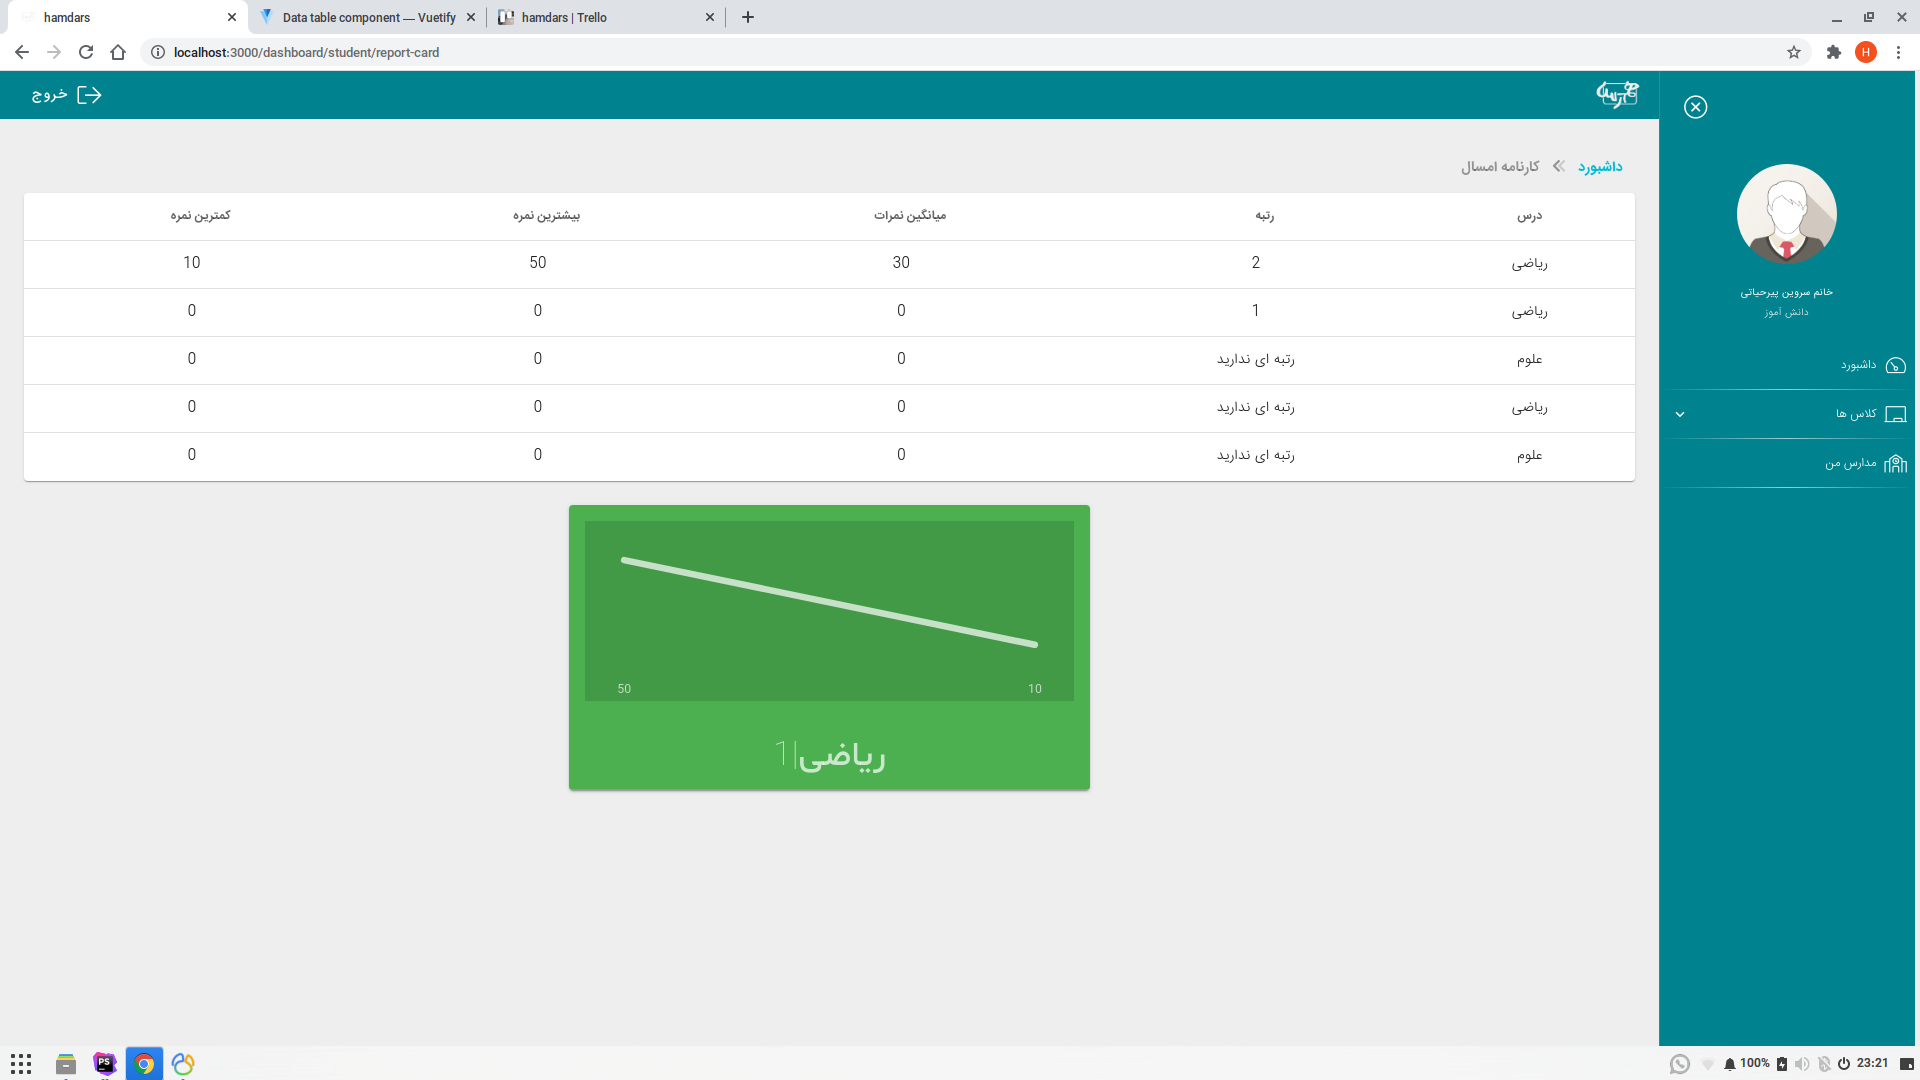 hamdars
Data table component — Vuetify
hamdars | Trello
localhost:3000/dashboard/student/report-card
H
خروج
داشبورد
کارنامه امسال
درس رتبه میانگین نمرات بیشترین نمره کمترین نمره
ریاضی 2 30 50 10
ریاضی 1 0 0 0
علوم رتبه ای ندارید 0 0 0
ریاضی رتبه ای ندارید 0 0 0
علوم رتبه ای ندارید 0 0 0
50 10
ریاضی|1
خانم سروین پیرحیاتی
دانش آموز
داشبورد
کلاس ها
مدارس من
PS
100%
23:21